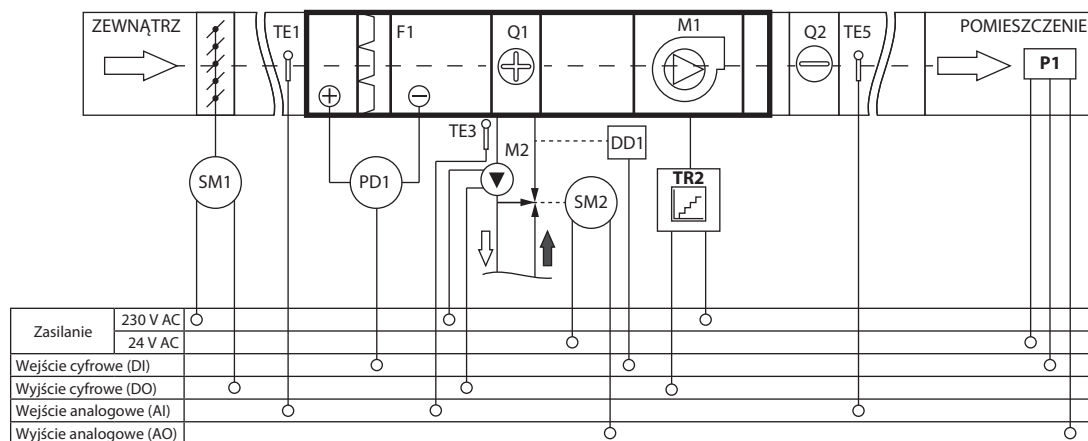 ZEWNĄTRZ
TE1
F1
Q1
M1
Q2
TE5
POMIESZCZENIE
P1
TE3
M2
DD1
SM1
PD1
SM2
TR2
Zasilanie
230 V AC
24 V AC
Wejście cyfrowe (DI)
Wyjście cyfrowe (DO)
Wejście analogowe (AI)
Wyjście analogowe (AO)